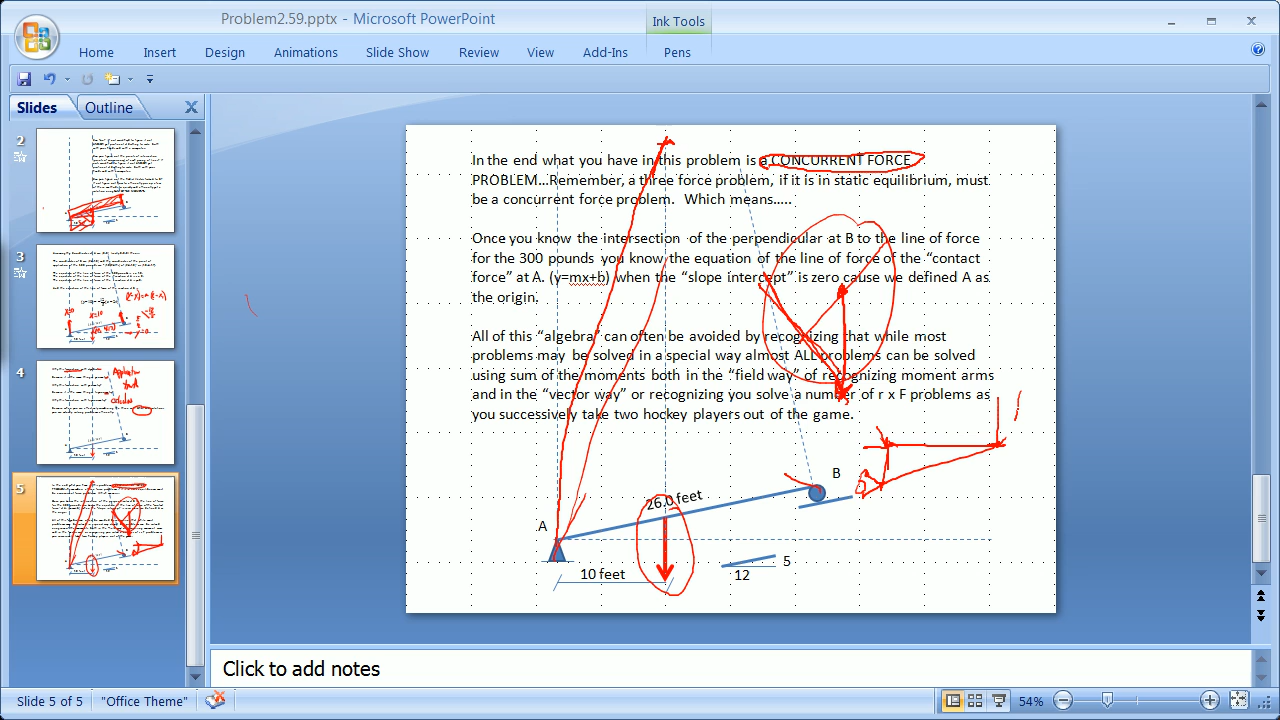 Problem2.59.pptx - Microsoft PowerPoint
Ink Tools
Home
Insert
Design
Animations
Slide Show
Review
View
Add-Ins
Pens
Slides
Outline
2
3
4
5
In the end what you have in this problem is a CONCURRENT FORCE
PROBLEM...Remember, a three force problem, if it is in static equilibrium, must
be a concurrent force problem. Which means.....
Once you know the intersection of the perpendicular at B to the line of force
for the 300 pounds you know the equation of the line of force of the “contact
force” at A. (y=mx+b) when the “slope intercept” is zero cause we defined A as
the origin.
All of this “algebra” can often be avoided by recognizing that while most
problems may be solved in a special way almost ALL problems can be solved
using sum of the moments both in the “field way” of recognizing moment arms
and in the “vector way” or recognizing you solve a number of r x F problems as
you successively take two hockey players out of the game.
B
26.0 feet
A
5
10 feet
12
Click to add notes
Slide 5 of 5
"Office Theme"
54%